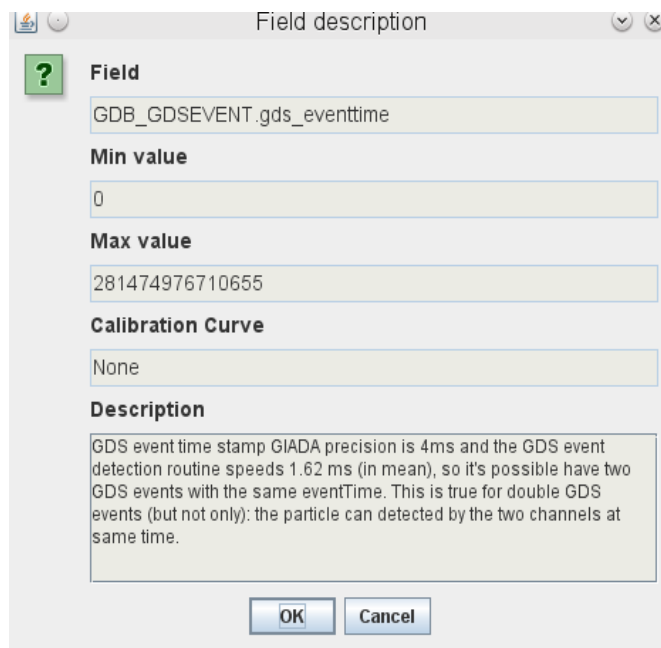 Field description
?
Field
GDB_GDSEVENT.gds_eventtime
Min value
0
Max value
281474976710655
Calibration Curve
None
Description
GDS event time stamp GIADA precision is 4ms and the GDS event
detection routine speeds 1.62 ms (in mean), so it's possible have two
GDS events with the same eventTime. This is true for double GDS
events (but not only): the particle can detected by the two channels at
same time.
OK Cancel